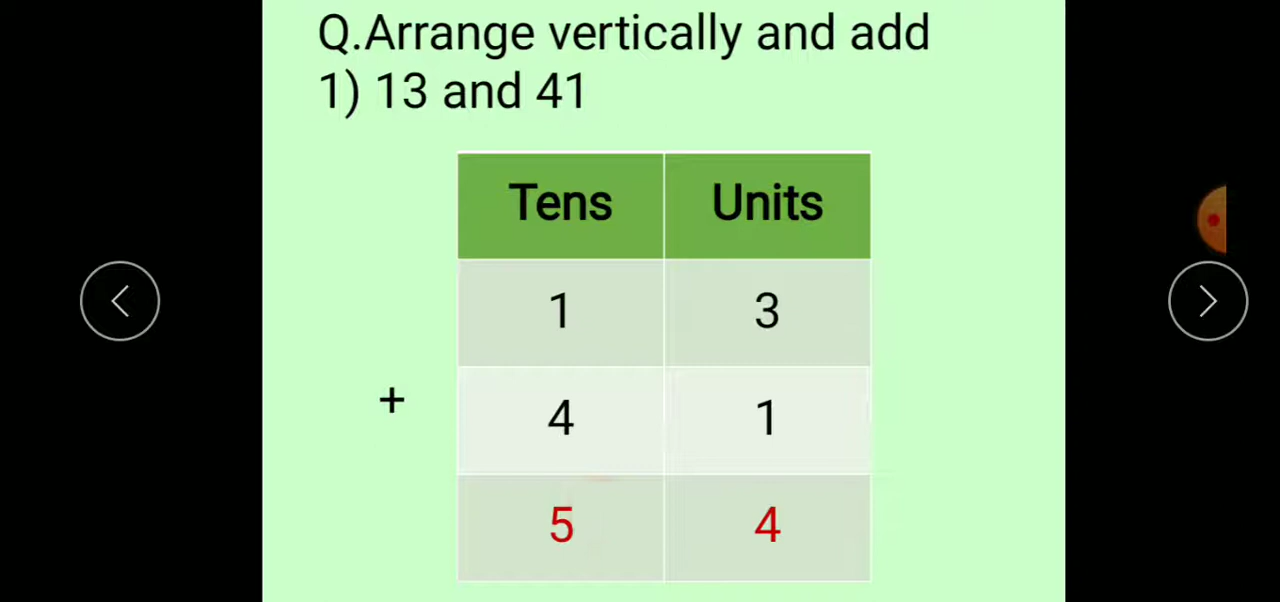 Q.Arrange vertically and add
1) 13 and 41
Tens Units
1 3
+ 4 1
5 4